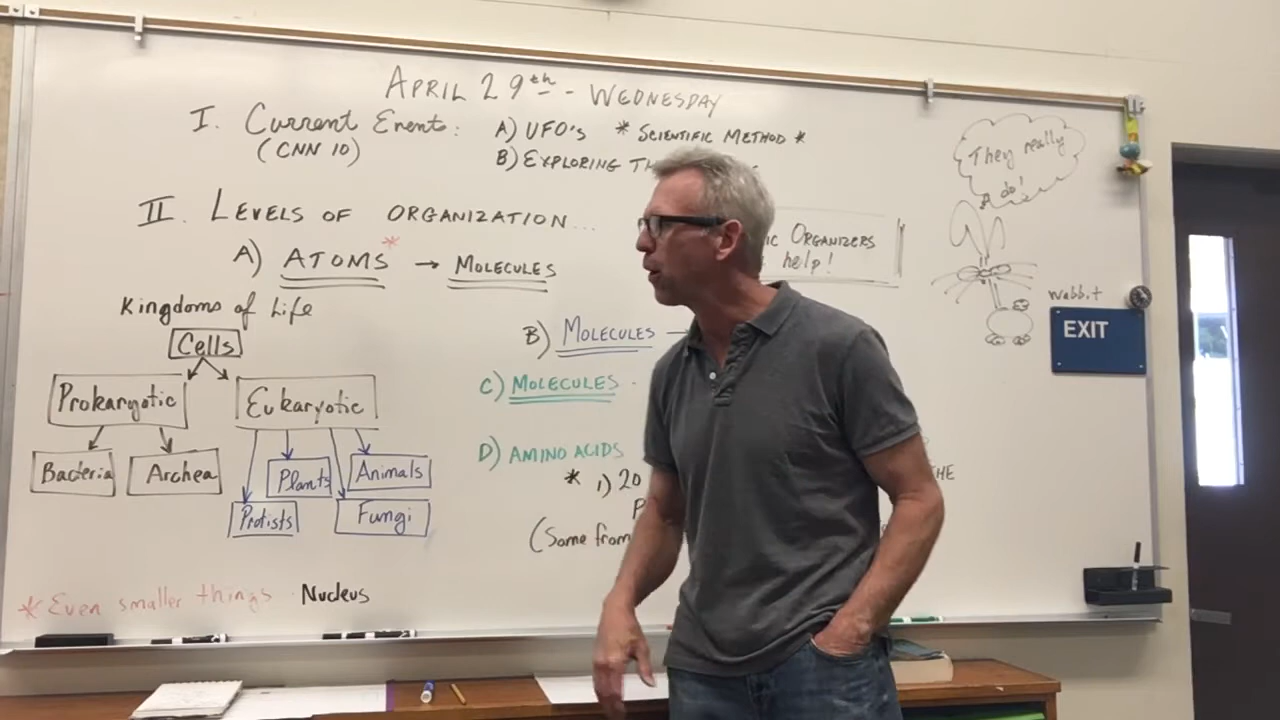 APRIL 29th - WEDNESDAY
I. Current Events: A) UFO's * SCIENTIFIC METHOD *
(CNN 10) B) EXPLORING
They really do!
II. LEVELS OF ORGANIZATION...
ORGANIZERS
help!
A) ATOMS* → MOLECULES
Kingdoms of Life
wabbit
EXIT
Cells
B) MOLECULES →
Prokaryotic Eukaryotic
C) MOLECULES
Bacteria Archea Plants Animals
Protists Fungi
D) AMINO ACIDS
* 1) 20
(Some from
* Even smaller things Nucleus